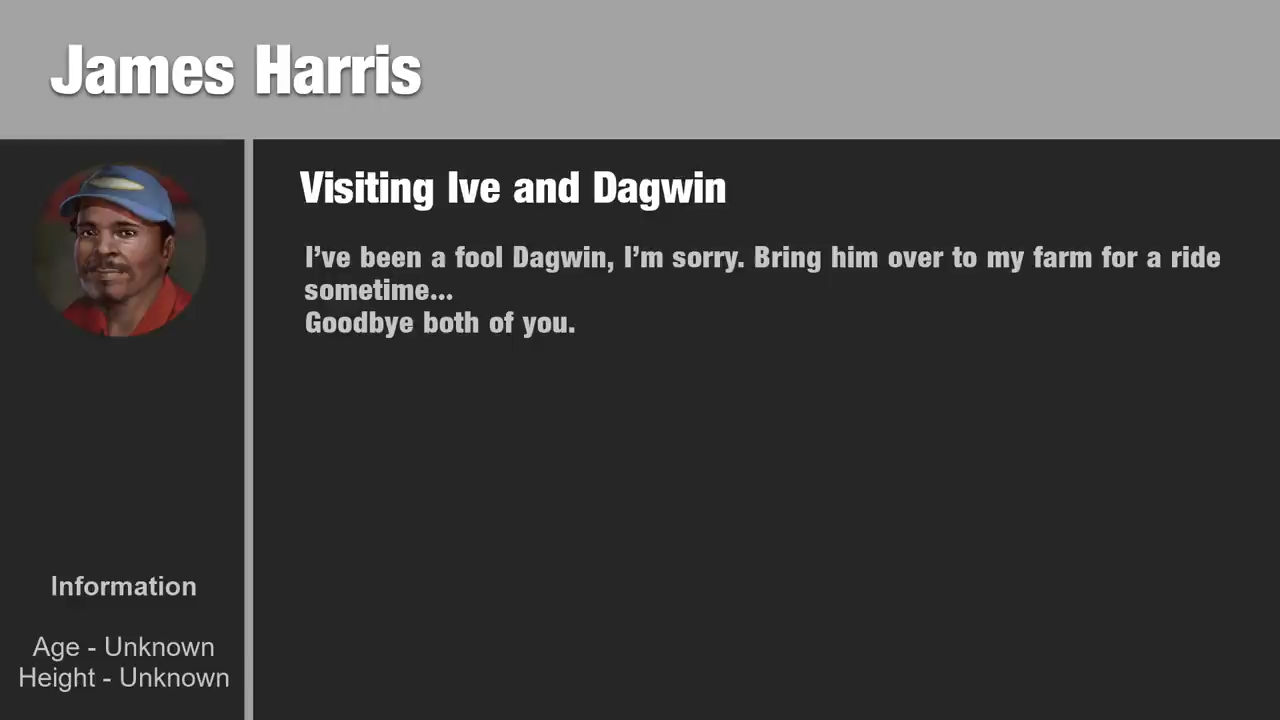 James Harris
Visiting Ive and Dagwin
I've been a fool Dagwin, I'm sorry. Bring him over to my farm for a ride
sometime...
Goodbye both of you.
Information
Age - Unknown
Height - Unknown